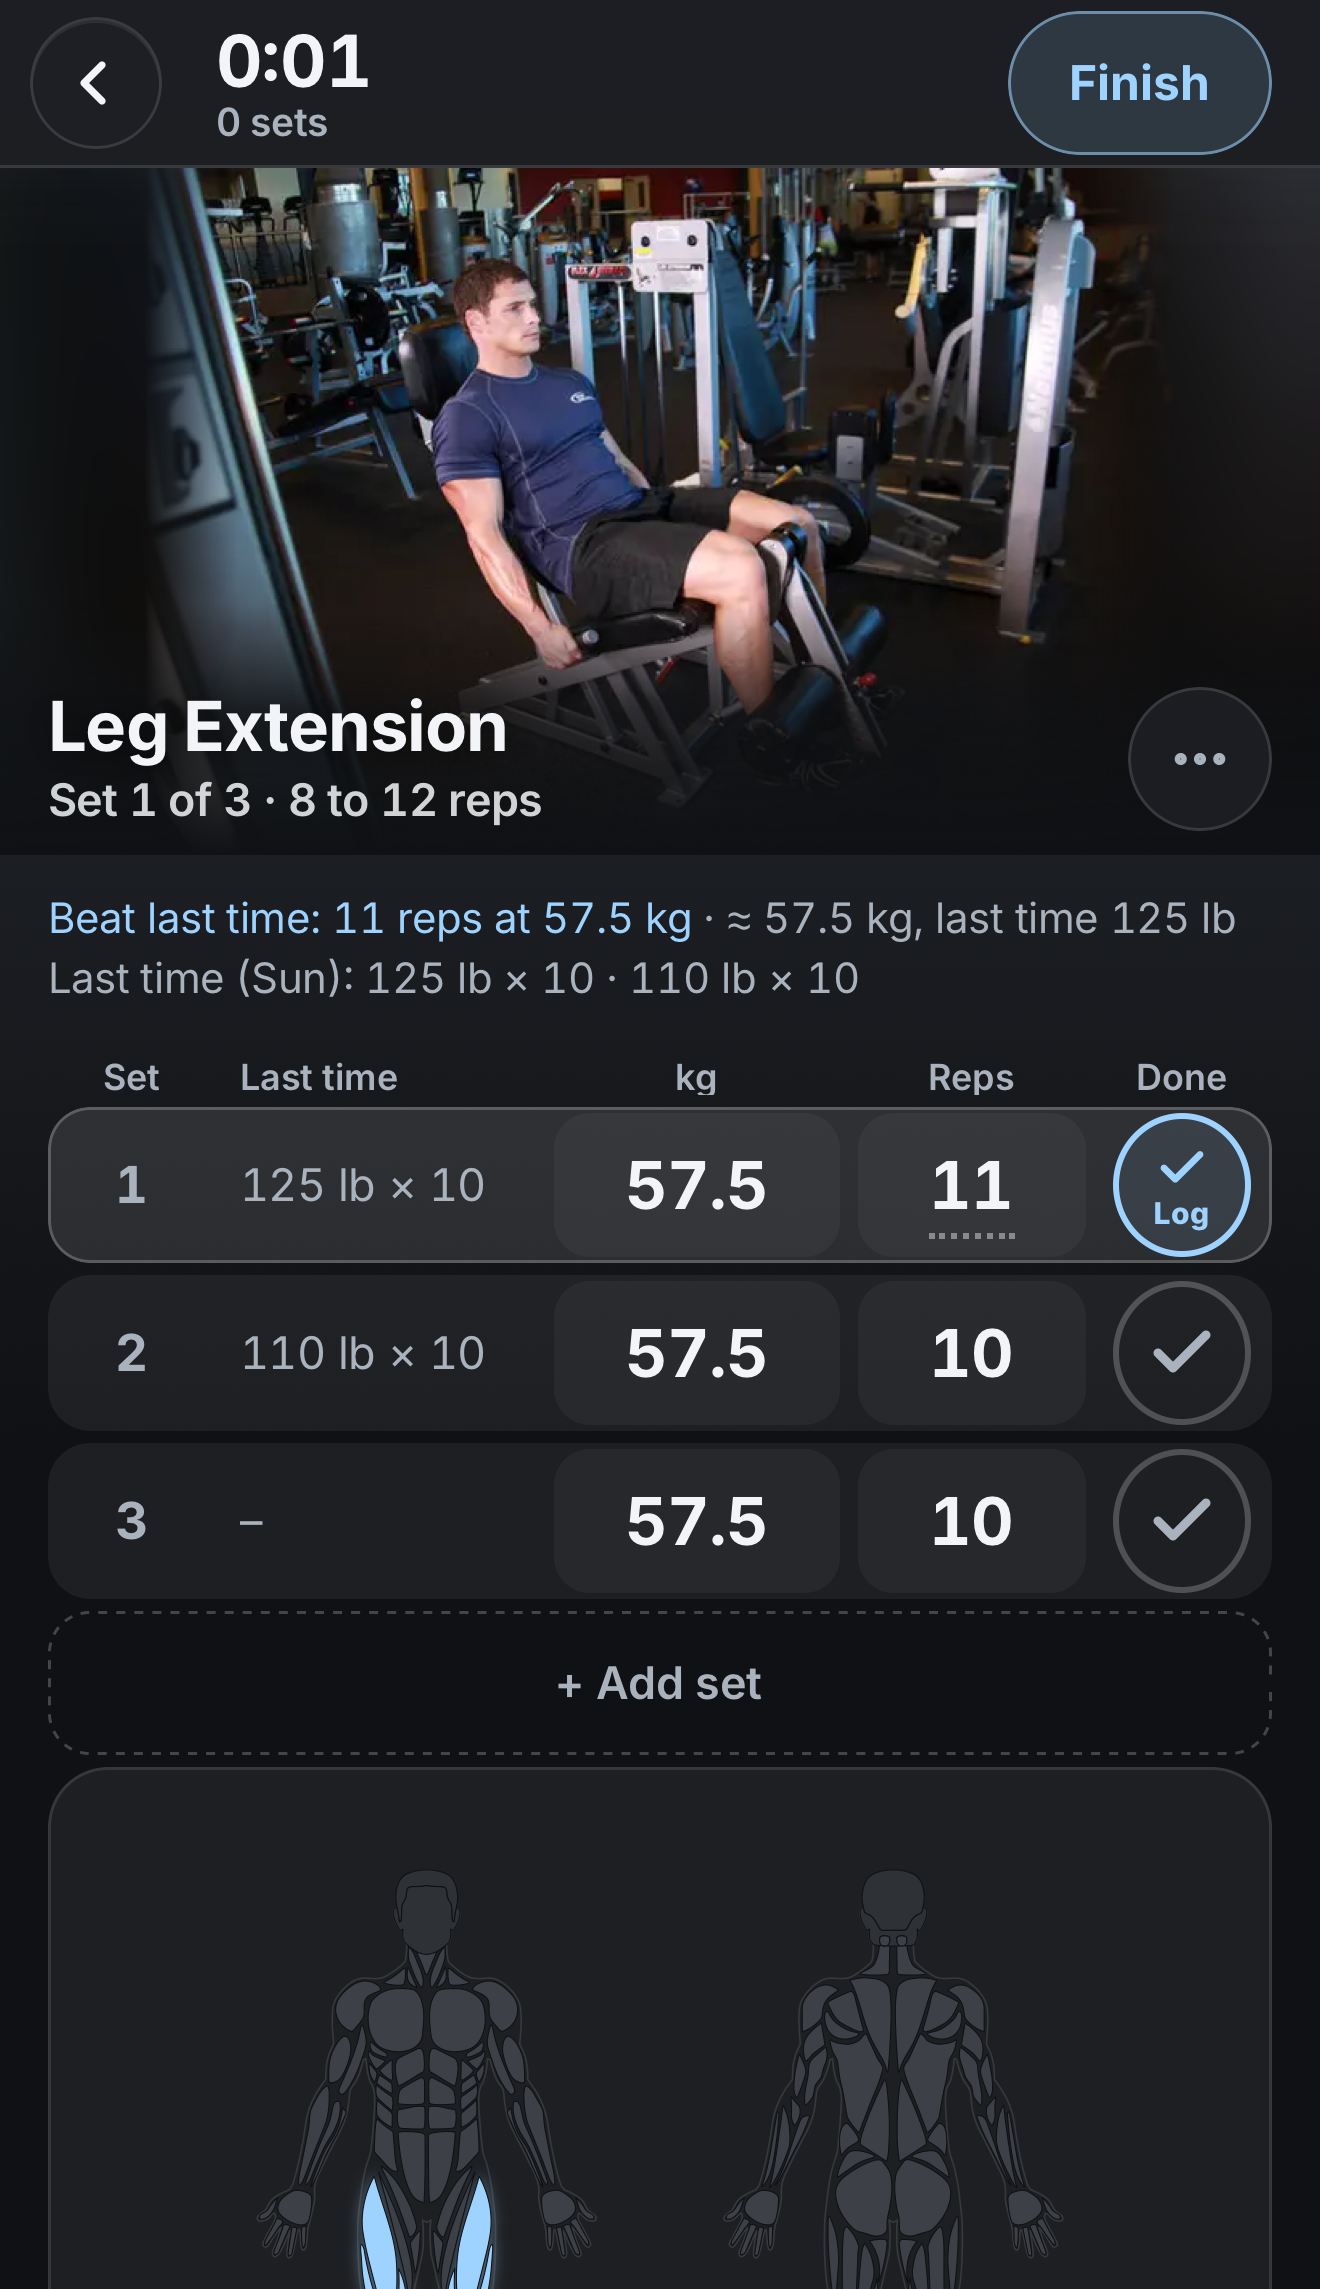 0:01
0 sets
Finish
Leg Extension
Set 1 of 3 · 8 to 12 reps
Beat last time: 11 reps at 57.5 kg · ≈ 57.5 kg, last time 125 lb
Last time (Sun): 125 lb × 10 · 110 lb × 10
Set Last time kg Reps Done
1 125 lb × 10 57.5 11 Log
2 110 lb × 10 57.5 10
3 – 57.5 10
+ Add set